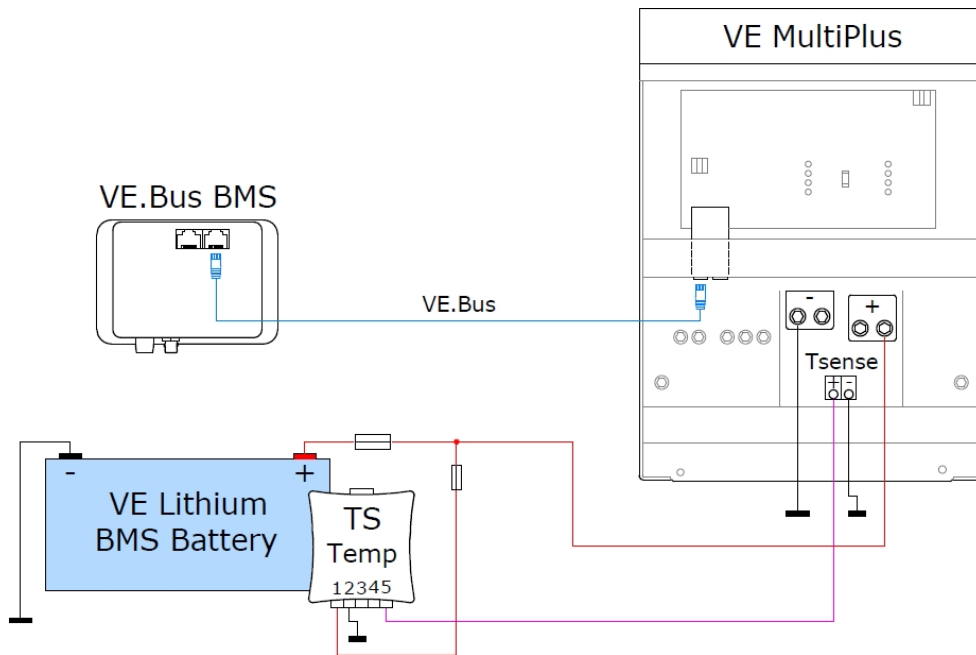 VE MultiPlus
VE.Bus BMS
VE.Bus
- +
Tsense
+ -
- +
VE Lithium
BMS Battery
TS
Temp
12345